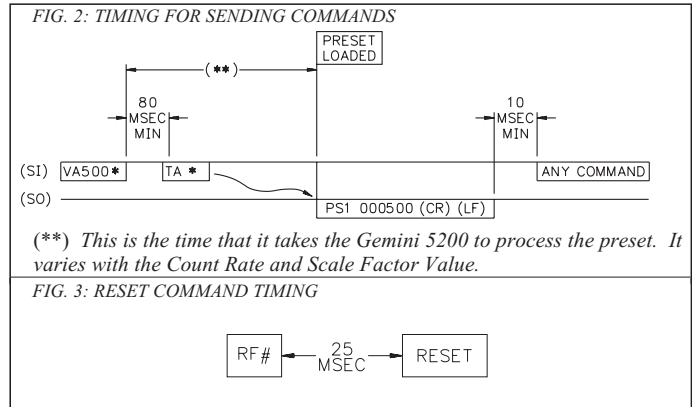 FIG. 2: TIMING FOR SENDING COMMANDS
PRESET
LOADED
(**)
80
MSEC
MIN
10
MSEC
MIN
(SI) VA500* TA * ANY COMMAND
(SO) PS1 000500 (CR) (LF)
(**) This is the time that it takes the Gemini 5200 to process the preset. It
varies with the Count Rate and Scale Factor Value.
FIG. 3: RESET COMMAND TIMING
RF# 25 RESET
MSEC